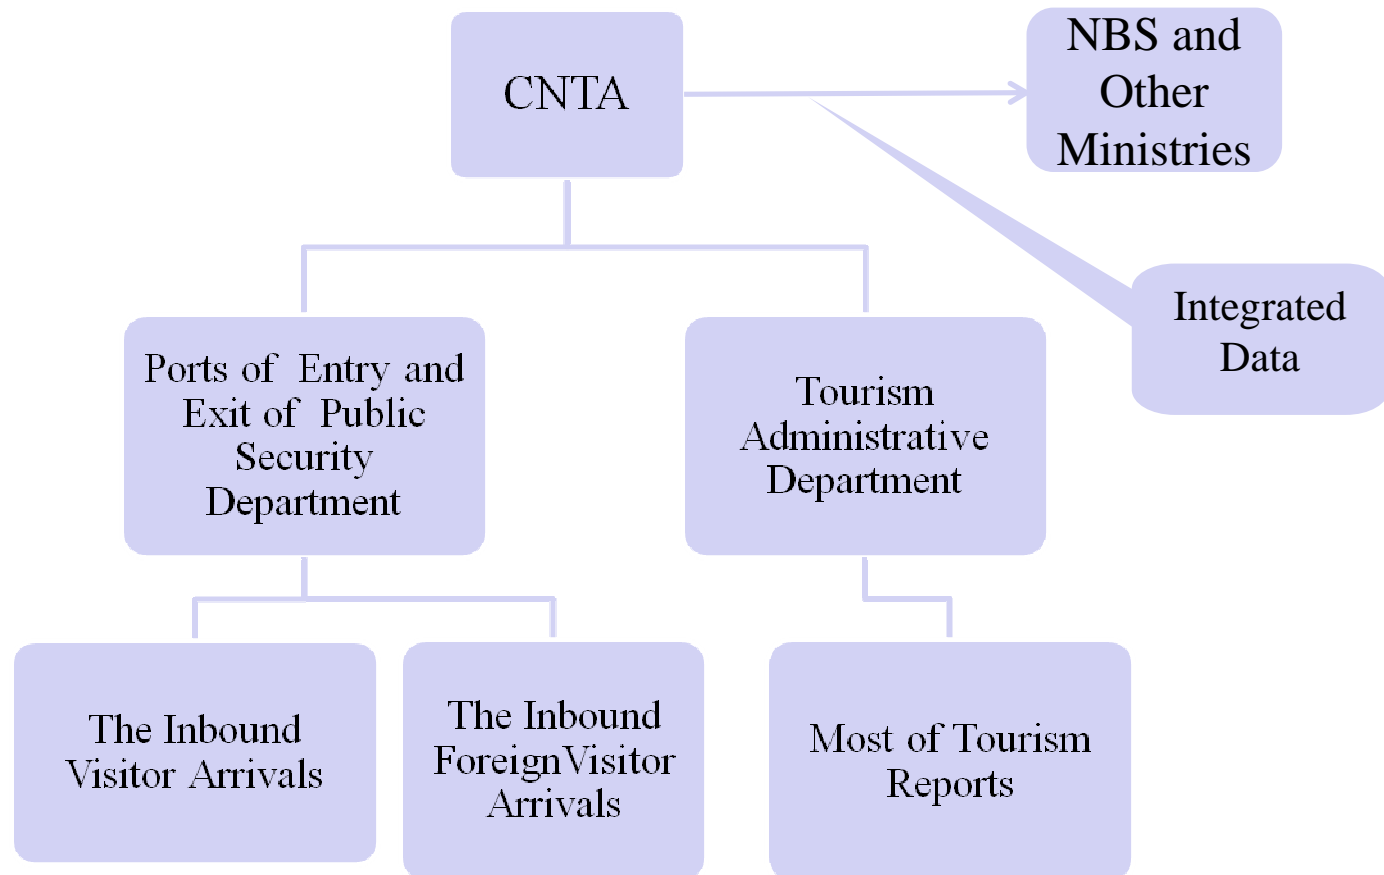 CNTA
NBS and
Other
Ministries
Integrated
Data
Ports of Entry and
Exit of Public
Security
Department
Tourism
Administrative
Department
The Inbound
Visitor Arrivals
The Inbound
ForeignVisitor
Arrivals
Most of Tourism
Reports